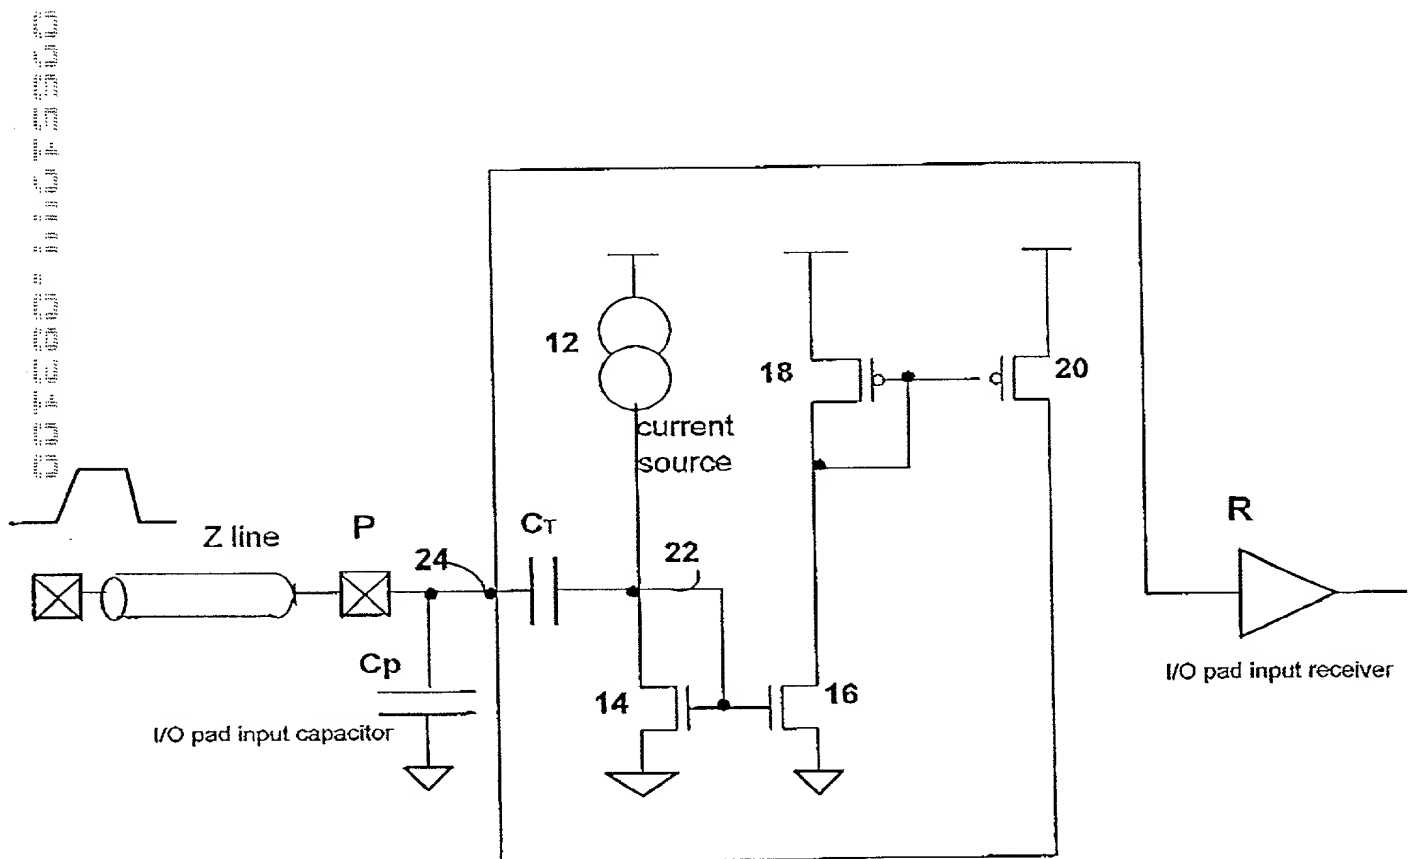 12
18
20
current
source
P
R
Z line
CT
24
22
Cp
14
16
I/O pad input receiver
I/O pad input capacitor